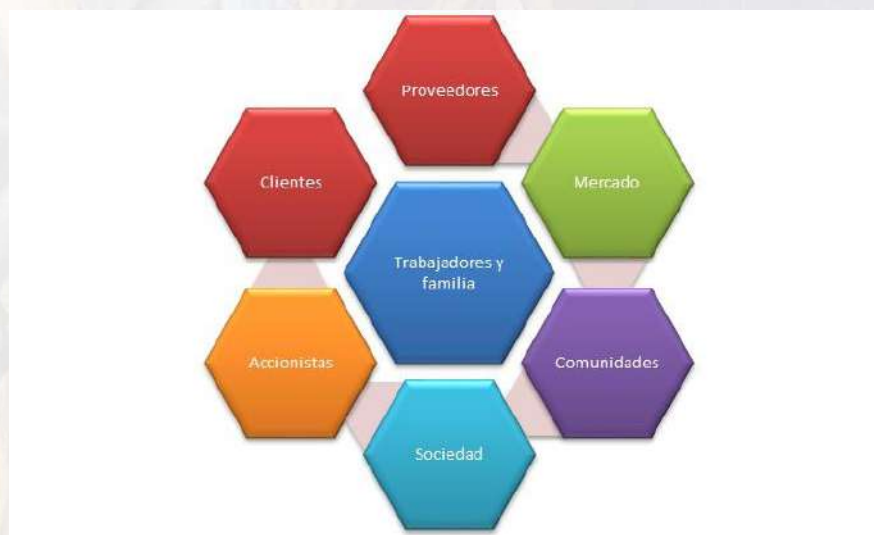 Proveedores
Clientes
Mercado
Trabajadores y
familia
Accionistas
Comunidades
Sociedad